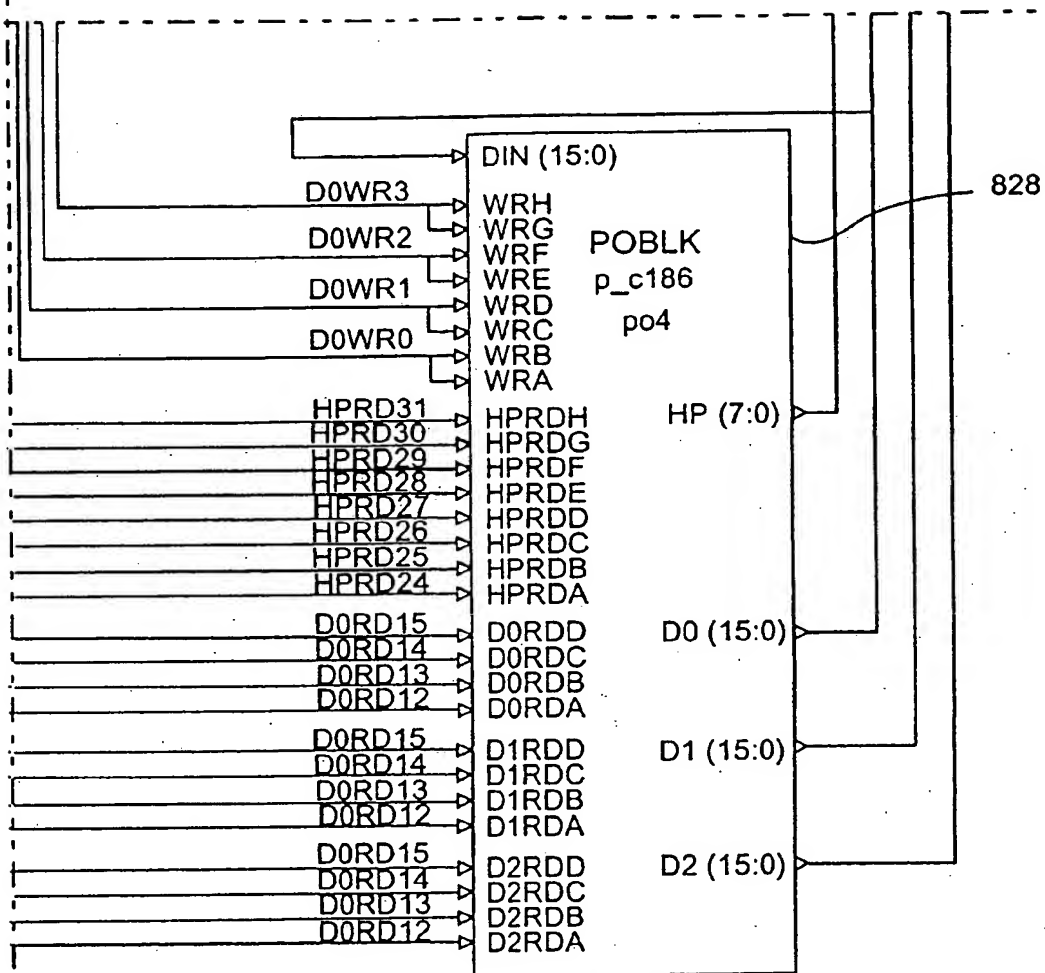 DIN (15:0)
828
D0WR3 WRH
WRG
POBLK
D0WR2 WRF
WRE
p_c186
D0WR1 WRD
po4
WRC
D0WR0 WRB
WRA
HPRD31 HPRDH HP (7:0)
HPRD30 HPRDG
HPRD29 HPRDF
HPRD28 HPRDE
HPRD27 HPRDD
HPRD26 HPRDC
HPRD25 HPRDB
HPRD24 HPRDA
D0RD15 D0RDD D0 (15:0)
D0RD14 D0RDC
D0RD13 D0RDB
D0RD12 D0RDA
D0RD15 D1RDD D1 (15:0)
D0RD14 D1RDC
D0RD13 D1RDB
D0RD12 D1RDA
D0RD15 D2RDD D2 (15:0)
D0RD14 D2RDC
D0RD13 D2RDB
D0RD12 D2RDA